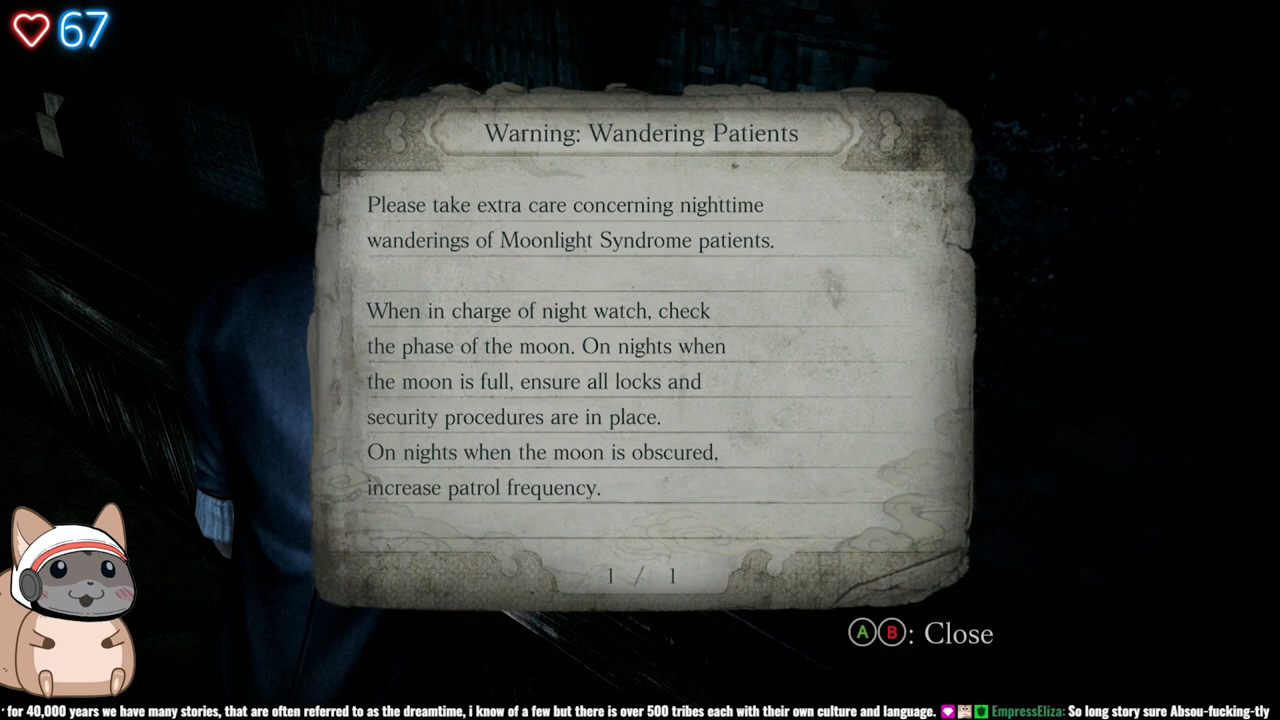 67
Warning: Wandering Patients
Please take extra care concerning nighttime
wanderings of Moonlight Syndrome patients.
When in charge of night watch, check
the phase of the moon. On nights when
the moon is full, ensure all locks and
security procedures are in place.
On nights when the moon is obscured,
increase patrol frequency.
1 / 1
A B : Close
for 40,000 years we have many stories, that are often referred to as the dreamtime, i know of a few but there is over 500 tribes each with their own culture and language. EmpressEliza: So long story sure Absou-fucking-tly